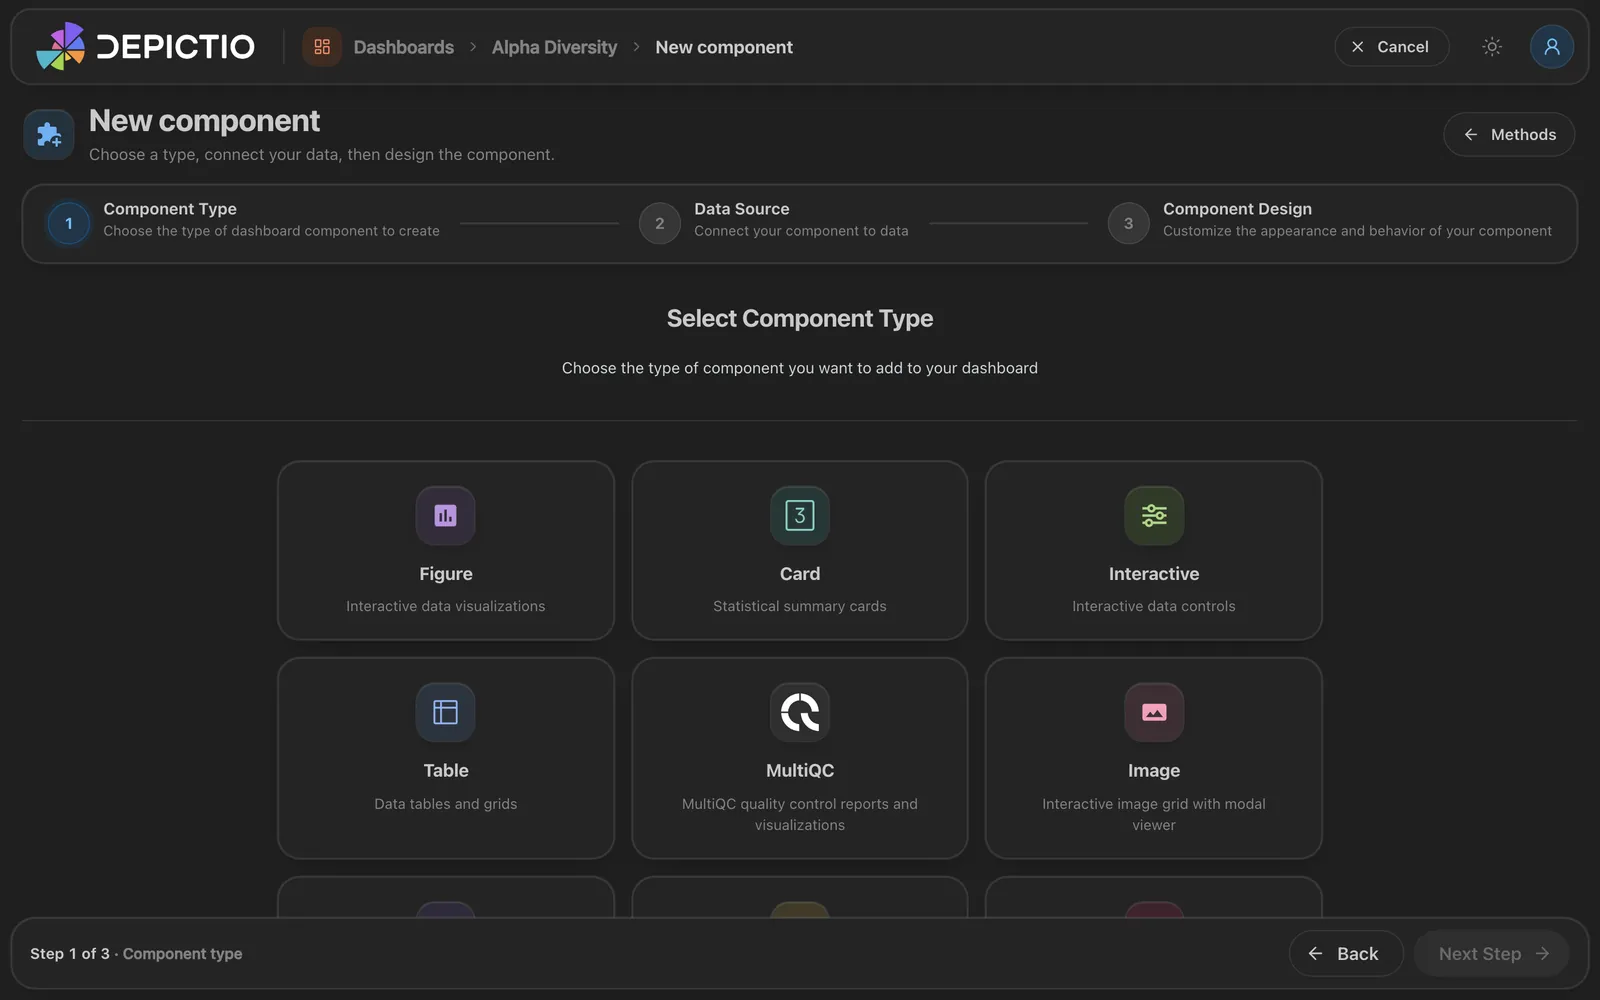 DEPICTIO
Dashboards > Alpha Diversity > New component
Cancel
New component
Choose a type, connect your data, then design the component.
Methods
1
Component Type
Choose the type of dashboard component to create
2
Data Source
Connect your component to data
3
Component Design
Customize the appearance and behavior of your component
Select Component Type
Choose the type of component you want to add to your dashboard
Figure
Interactive data visualizations
3
Card
Statistical summary cards
Interactive
Interactive data controls
Table
Data tables and grids
MultiQC
MultiQC quality control reports and
visualizations
Image
Interactive image grid with modal
viewer
Step 1 of 3 · Component type
Back
Next Step